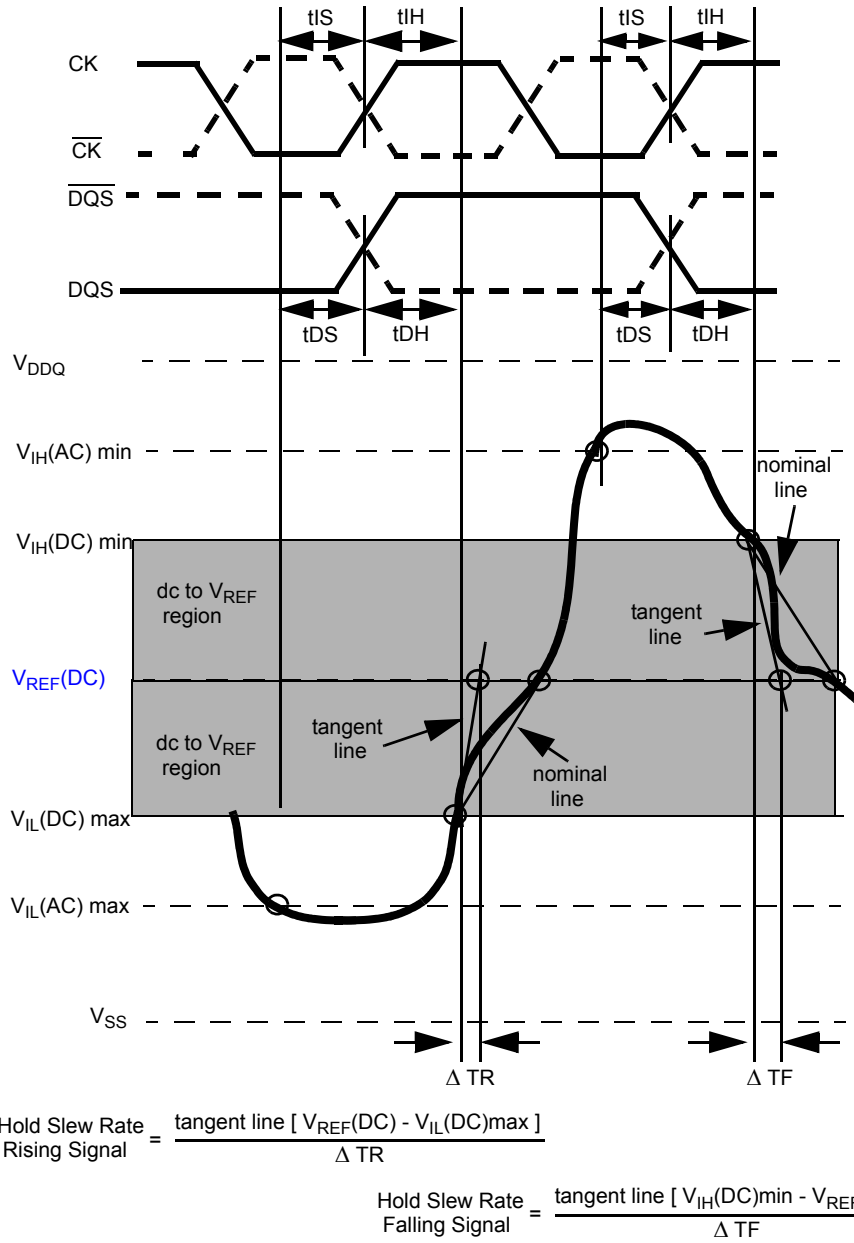 tIS tIH tIS tIH
CK
CK
DQS
DQS
tDS tDH tDS tDH
VDDQ
VIH(AC) min
nominal
line
VIH(DC) min
dc to VREF
region
tangent
line
VREF(DC)
tangent
line
dc to VREF
region
nominal
line
VIL(DC) max
VIL(AC) max
VSS
Δ TR Δ TF
Hold Slew Rate
Rising Signal = tangent line [ VREF(DC) - VIL(DC)max ]
Δ TR
Hold Slew Rate
Falling Signal = tangent line [ VIH(DC)min - VREF
Δ TF